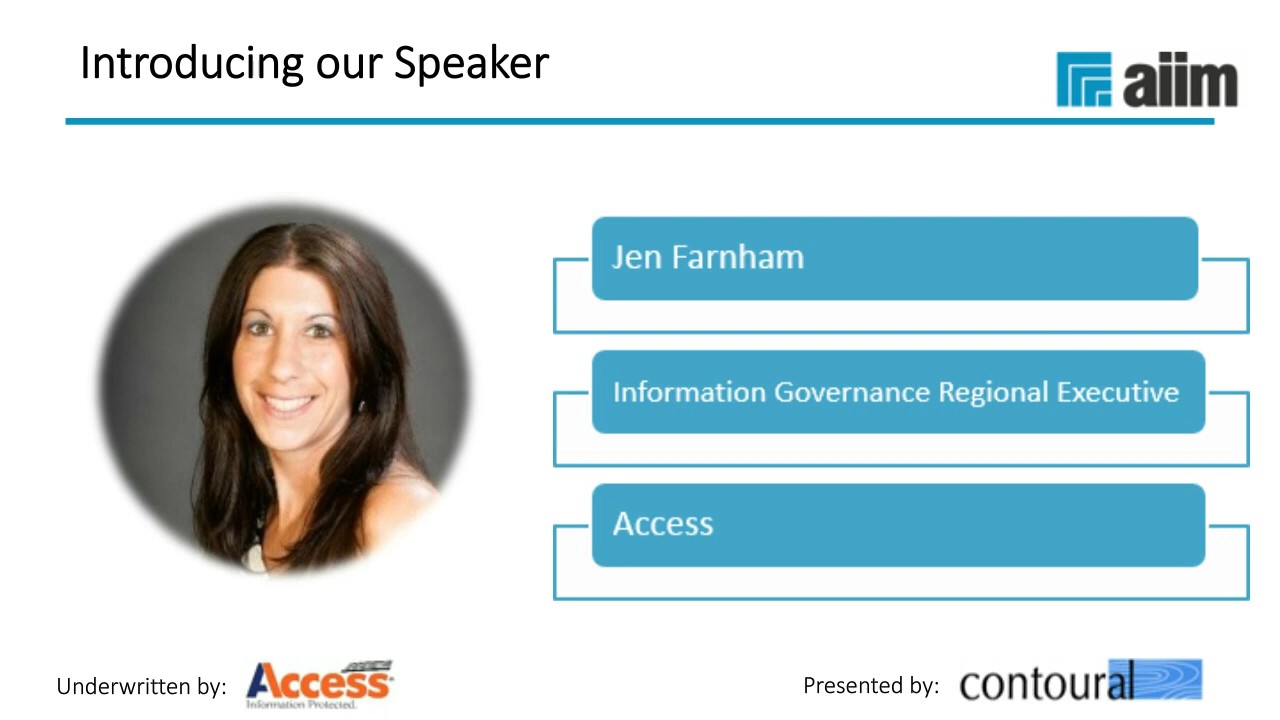 Introducing our Speaker
aiim
Jen Farnham
Information Governance Regional Executive
Access
Underwritten by:
Access
Information Protected.
Presented by:
contoural